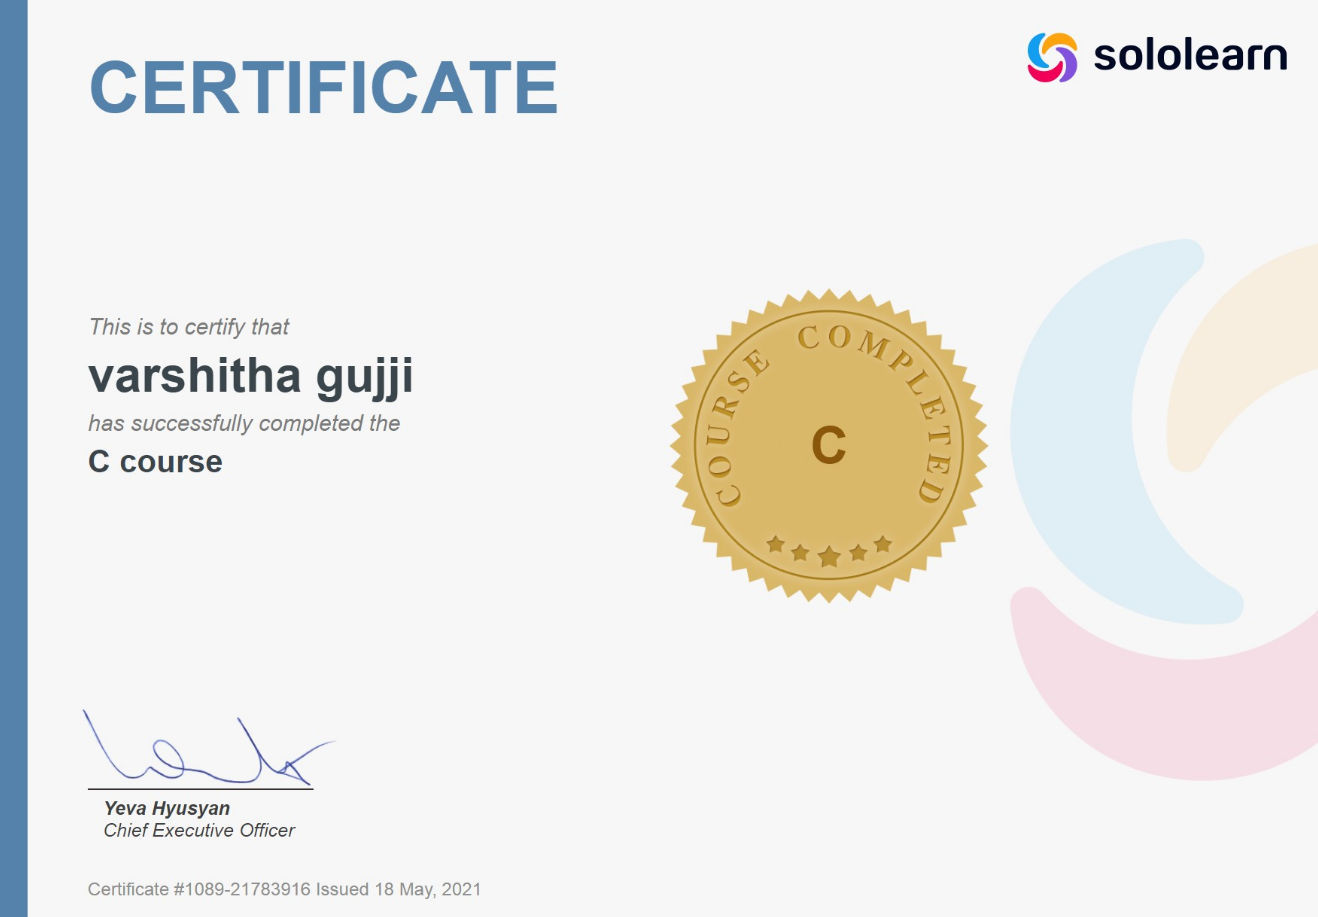 CERTIFICATE
sololearn
This is to certify that
varshitha gujji
has successfully completed the
C course
COURSE COMPLETED
C
Yeva Hyusyan
Chief Executive Officer
Certificate #1089-21783916 Issued 18 May, 2021